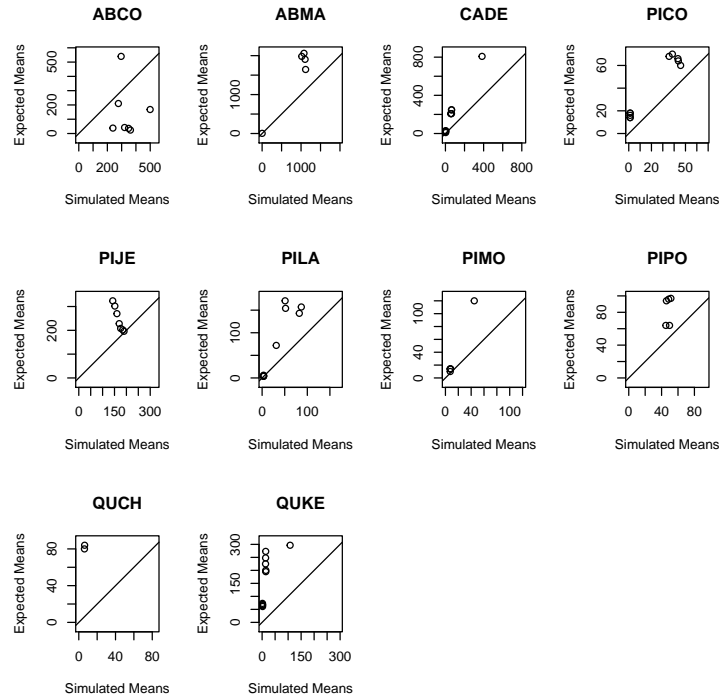 ABCO
Expected Means
0 200 500
0 200 500
Simulated Means
ABMA
Expected Means
0 1000
0 1000
Simulated Means
CADE
Expected Means
0 400 800
0 400 800
Simulated Means
PICO
Expected Means
0 20 60
0 20 60
Simulated Means
PIJE
Expected Means
0 200
0 150 300
Simulated Means
PILA
Expected Means
0 100
0 100
Simulated Means
PIMO
Expected Means
0 40 100
0 40 100
Simulated Means
PIPO
Expected Means
0 40 80
0 40 80
Simulated Means
QUCH
Expected Means
0 40 80
0 40 80
Simulated Means
QUKE
Expected Means
0 150 300
0 150 300
Simulated Means